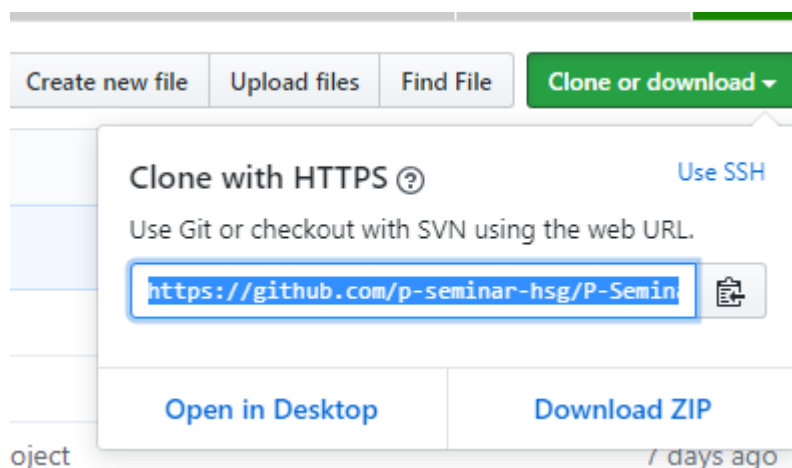 Create new file Upload files Find File Clone or download
Clone with HTTPS Use SSH
Use Git or checkout with SVN using the web URL.
https://github.com/p-seminar-hsg/P-Semin
Open in Desktop Download ZIP
oject 7 days ago